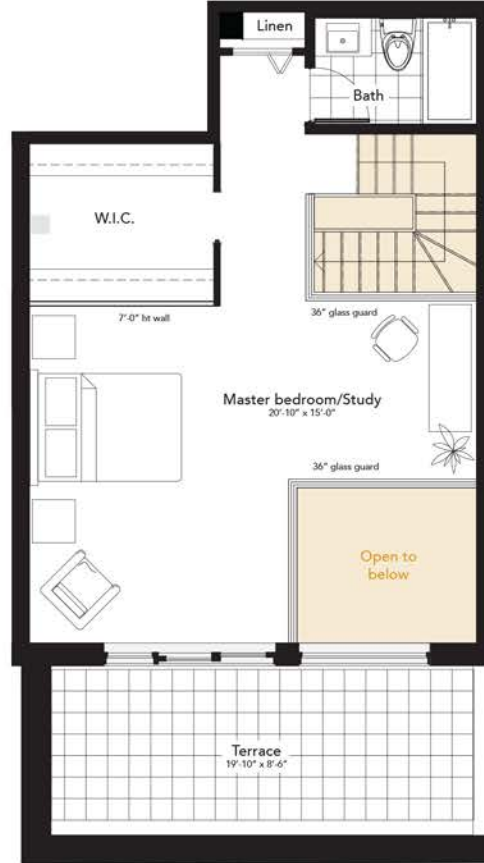 Linen
Bath
W.I.C.
7'-0" ht wall
36" glass guard
Master bedroom/Study
20'-10" x 15'-0"
36" glass guard
Open to
below
Terrace
19'-10" x 8'-6"